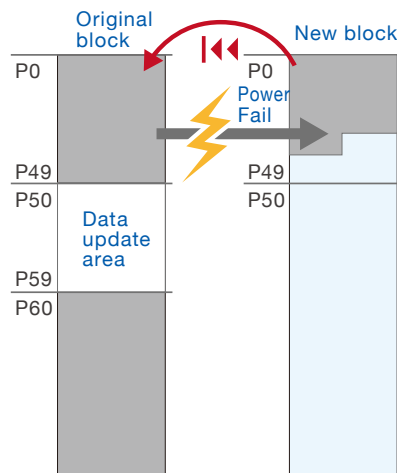 Original
block
New block
P0
P0
Power
Fail
P49
P49
P50
P50
Data
update
area
P59
P60